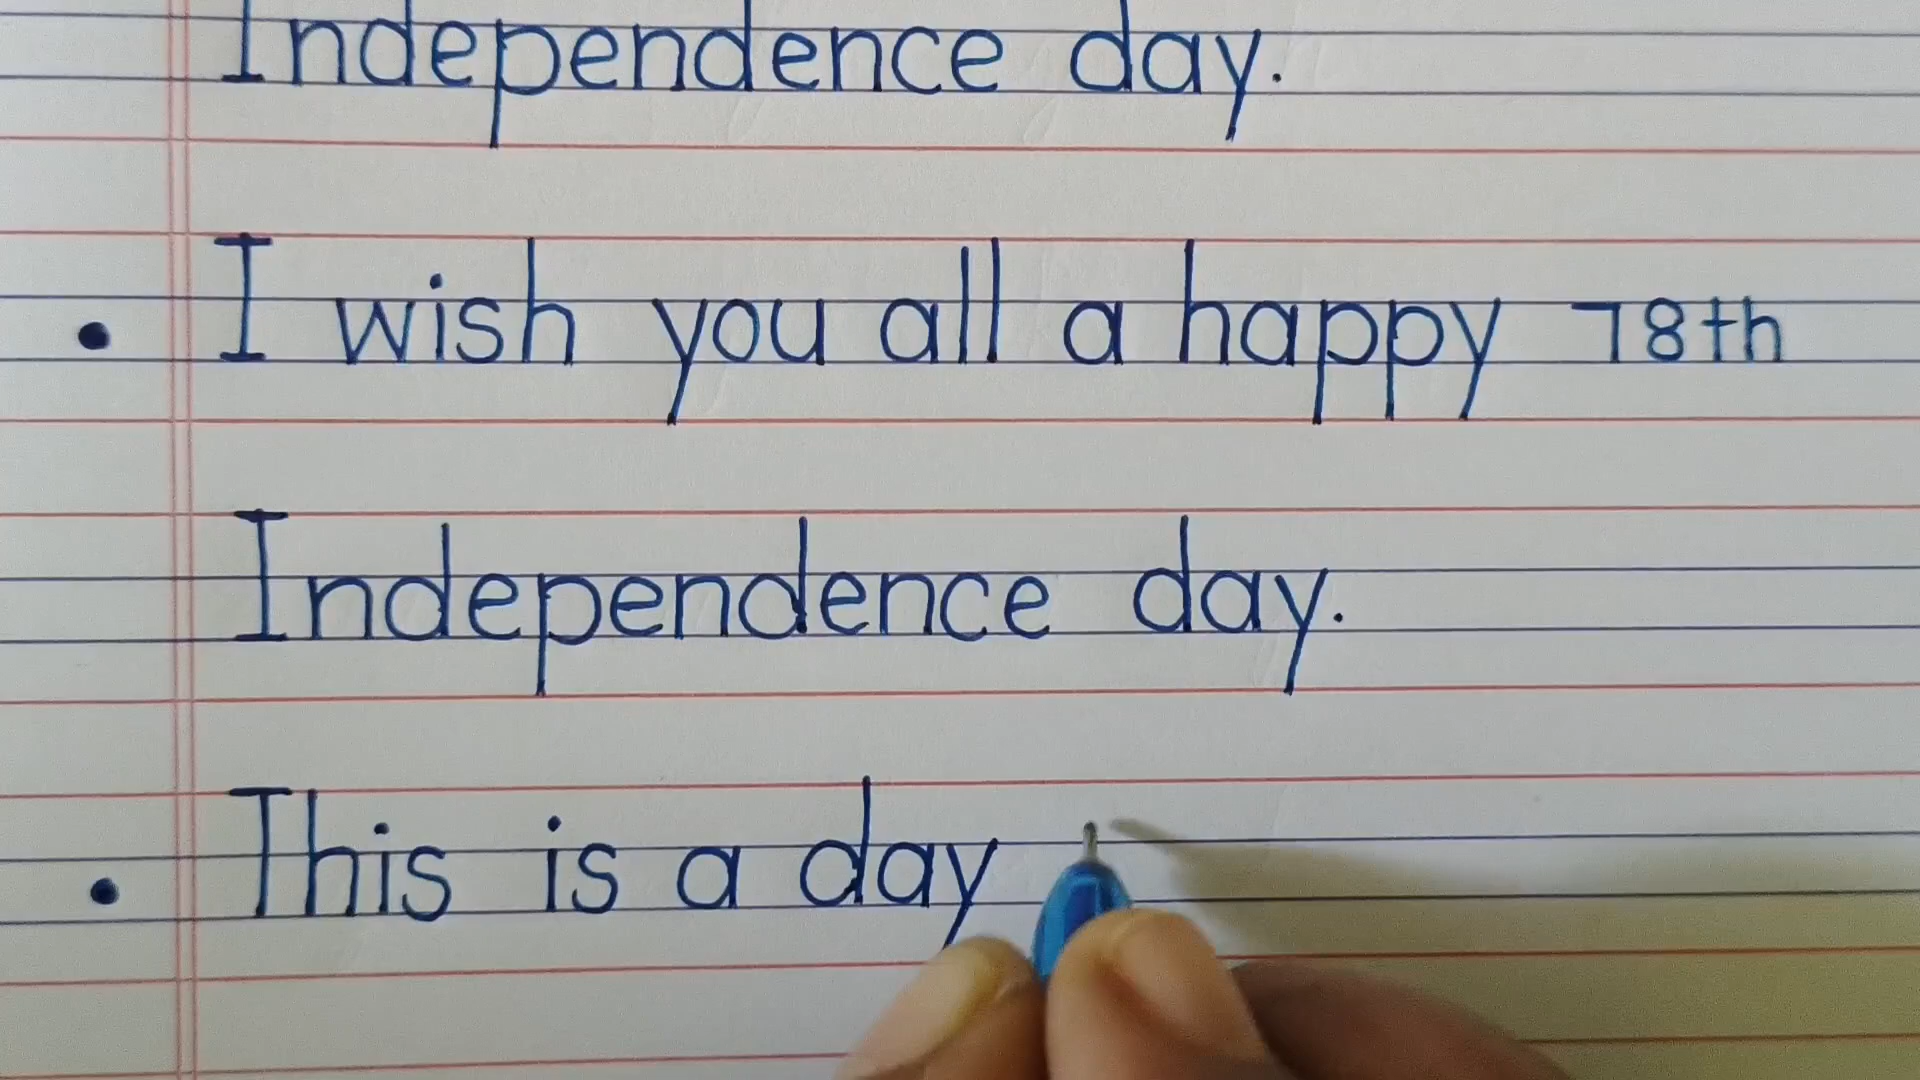 Independence day.
• I wish you all a happy 78th
Independence day.
• This is a day